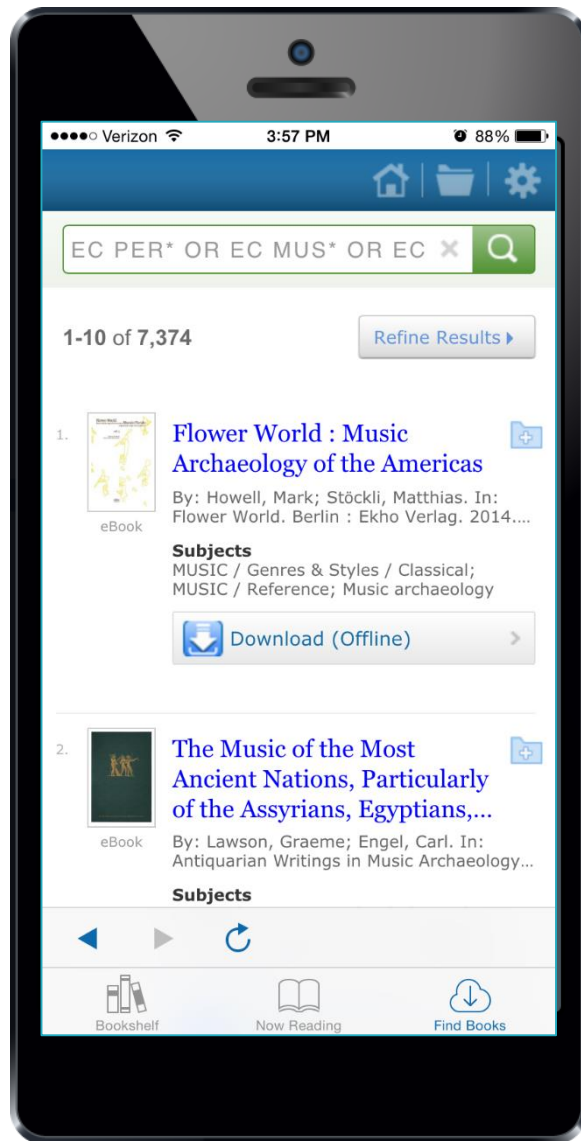 Verizon 3:57 PM 88%
EC PER* OR EC MUS* OR EC
1-10 of 7,374
Refine Results
1.
Flower World : Music
Archaeology of the Americas
By: Howell, Mark; Stöckli, Matthias. In:
Flower World. Berlin : Ekho Verlag. 2014....
eBook
Subjects
MUSIC / Genres & Styles / Classical;
MUSIC / Reference; Music archaeology
Download (Offline)
2.
The Music of the Most
Ancient Nations, Particularly
of the Assyrians, Egyptians,...
eBook
By: Lawson, Graeme; Engel, Carl. In:
Antiquarian Writings in Music Archaeology...
Subjects
Bookshelf Now Reading Find Books